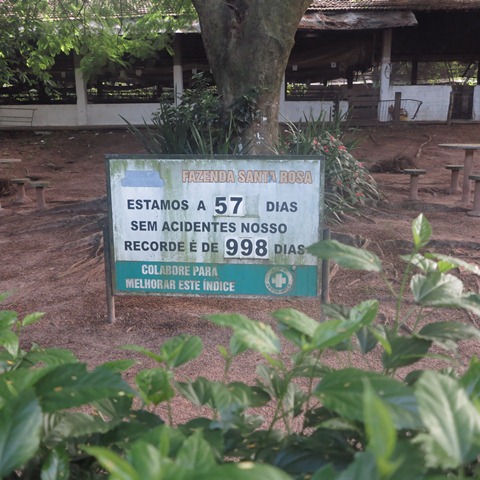 FAZENDA SANTA ROSA
ESTAMOS A 57 DIAS
SEM ACIDENTES NOSSO
RECORDE É DE 998 DIAS
COLABORE PARA
MELHORAR ESTE ÍNDICE